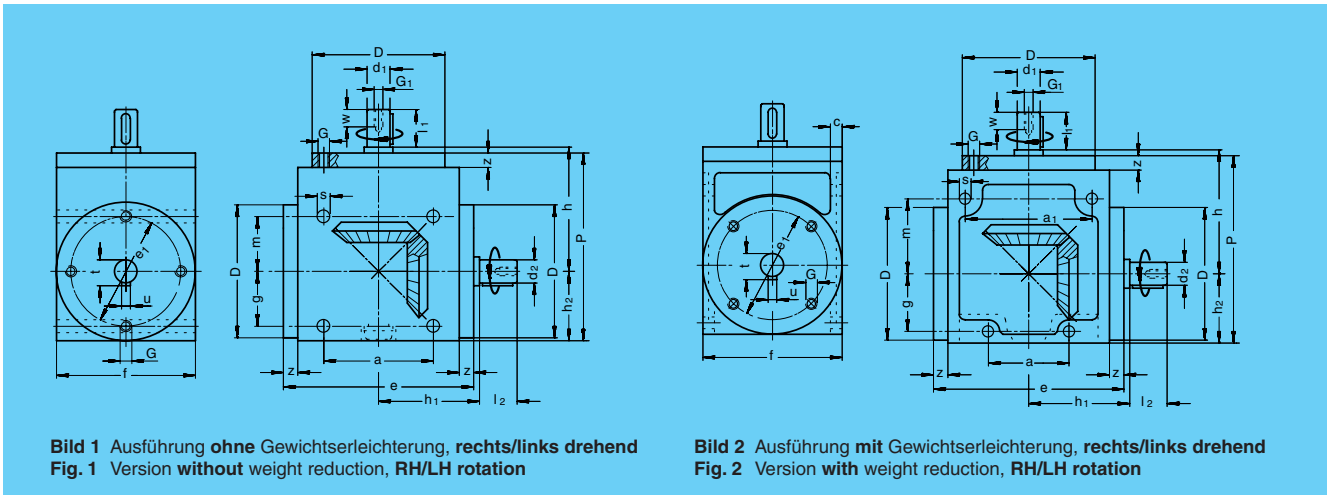 D
d1
G1
w
l1
G
z
s
h
P
m
e1
D
D
t
d2
g
h2
u
G
a
f
z
z
e
h1
l2
D
d1
G1
c
w
l1
G
z
s
a1
m
h
P
e1
D
D
t
G
d2
u
g
h2
f
a
z
z
e
h1
l2
Bild 1 Ausführung ohne Gewichtserleichterung, rechts/links drehend
Fig. 1 Version without weight reduction, RH/LH rotation
Bild 2 Ausführung mit Gewichtserleichterung, rechts/links drehend
Fig. 2 Version with weight reduction, RH/LH rotation